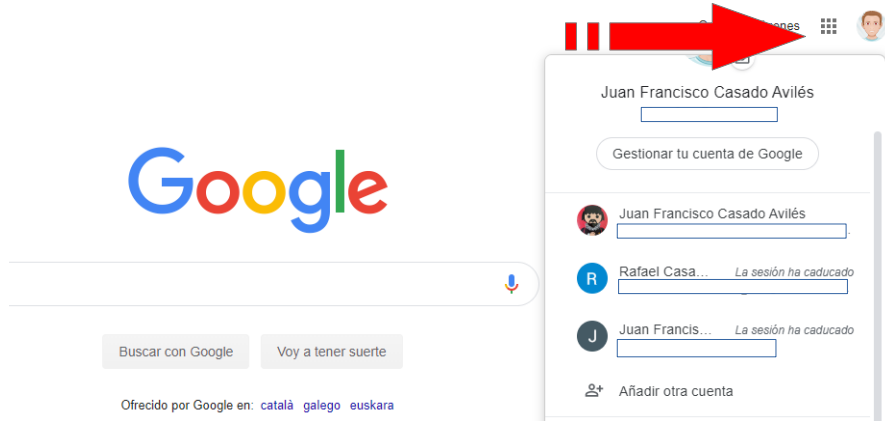 Juan Francisco Casado Avilés
Gestionar tu cuenta de Google
Google
Juan Francisco Casado Avilés
R
Rafael Casa... La sesión ha caducado
J
Juan Francis... La sesión ha caducado
Buscar con Google Voy a tener suerte
Añadir otra cuenta
Ofrecido por Google en: català galego euskara